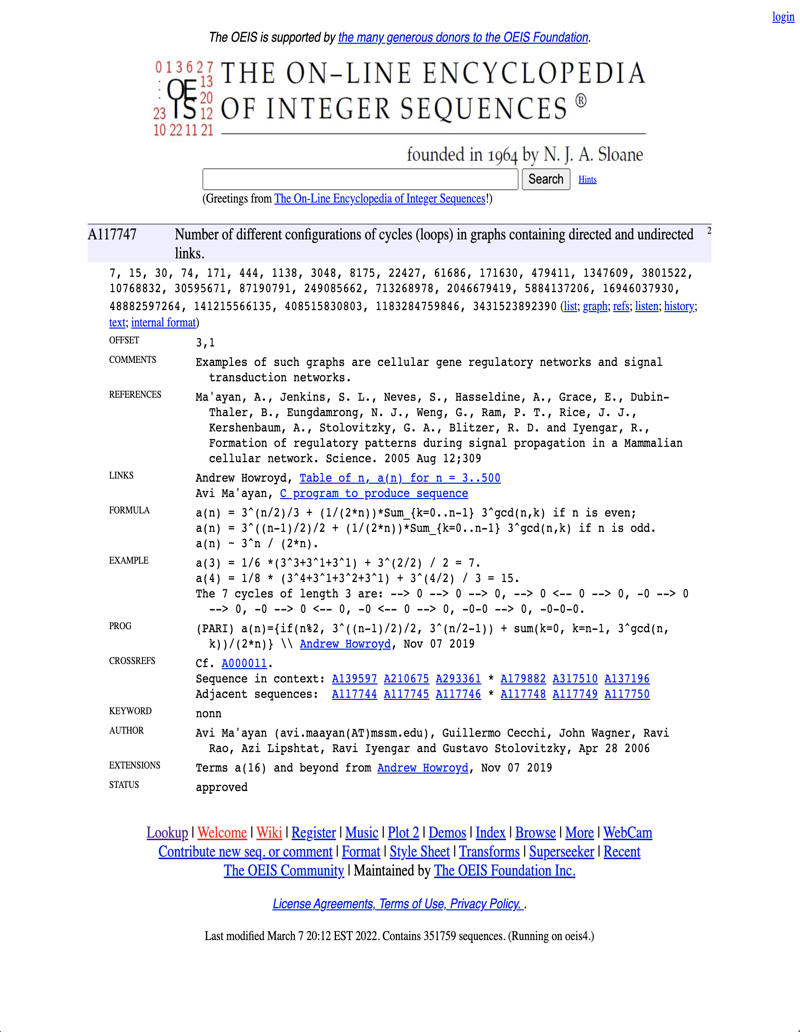 login
The OEIS is supported by the many generous donors to the OEIS Foundation.
0 1 3 6 2 7
: OE 13
: IS 20
23 12
10 22 11 21
THE ON-LINE ENCYCLOPEDIA
OF INTEGER SEQUENCES ®
founded in 1964 by N. J. A. Sloane
Search Hints
(Greetings from The On-Line Encyclopedia of Integer Sequences!)
A117747 Number of different configurations of cycles (loops) in graphs containing directed and undirected 2
links.
7, 15, 30, 74, 171, 444, 1138, 3048, 8175, 22427, 61686, 171630, 479411, 1347609, 3801522,
10768832, 30595671, 87190791, 249085662, 713268978, 2046679419, 5884137206, 16946037930,
48882597264, 141215566135, 408515830803, 1183284759846, 3431523892390 (list; graph; refs; listen; history;
text; internal format)
OFFSET 3,1
COMMENTS Examples of such graphs are cellular gene regulatory networks and signal
transduction networks.
REFERENCES Ma'ayan, A., Jenkins, S. L., Neves, S., Hasseldine, A., Grace, E., Dubin-
Thaler, B., Eungdamrong, N. J., Weng, G., Ram, P. T., Rice, J. J.,
Kershenbaum, A., Stolovitzky, G. A., Blitzer, R. D. and Iyengar, R.,
Formation of regulatory patterns during signal propagation in a Mammalian
cellular network. Science. 2005 Aug 12;309
LINKS Andrew Howroyd, Table of n, a(n) for n = 3..500
Avi Ma'ayan, C program to produce sequence
FORMULA a(n) = 3^(n/2)/3 + (1/(2*n))*Sum_{k=0..n-1} 3^gcd(n,k) if n is even;
a(n) = 3^((n-1)/2)/2 + (1/(2*n))*Sum_{k=0..n-1} 3^gcd(n,k) if n is odd.
a(n) ~ 3^n / (2*n).
EXAMPLE a(3) = 1/6 *(3^3+3^1+3^1) + 3^(2/2) / 2 = 7.
a(4) = 1/8 * (3^4+3^1+3^2+3^1) + 3^(4/2) / 3 = 15.
The 7 cycles of length 3 are: --> 0 --> 0 --> 0, --> 0 <-- 0 --> 0, -0 --> 0
--> 0, -0 --> 0 <-- 0, -0 <-- 0 --> 0, -0-0 --> 0, -0-0-0.
PROG (PARI) a(n)={if(n%2, 3^((n-1)/2)/2, 3^(n/2-1)) + sum(k=0, k=n-1, 3^gcd(n,
k))/(2*n)} \\ Andrew Howroyd, Nov 07 2019
CROSSREFS Cf. A000011.
Sequence in context: A139597 A210675 A293361 * A179882 A317510 A137196
Adjacent sequences: A117744 A117745 A117746 * A117748 A117749 A117750
KEYWORD nonn
AUTHOR Avi Ma'ayan (avi.maayan(AT)mssm.edu), Guillermo Cecchi, John Wagner, Ravi
Rao, Azi Lipshtat, Ravi Iyengar and Gustavo Stolovitzky, Apr 28 2006
EXTENSIONS Terms a(16) and beyond from Andrew Howroyd, Nov 07 2019
STATUS approved
Lookup | Welcome | Wiki | Register | Music | Plot 2 | Demos | Index | Browse | More | WebCam
Contribute new seq. or comment | Format | Style Sheet | Transforms | Superseeker | Recent
The OEIS Community | Maintained by The OEIS Foundation Inc.
License Agreements, Terms of Use, Privacy Policy. .
Last modified March 7 20:12 EST 2022. Contains 351759 sequences. (Running on oeis4.)